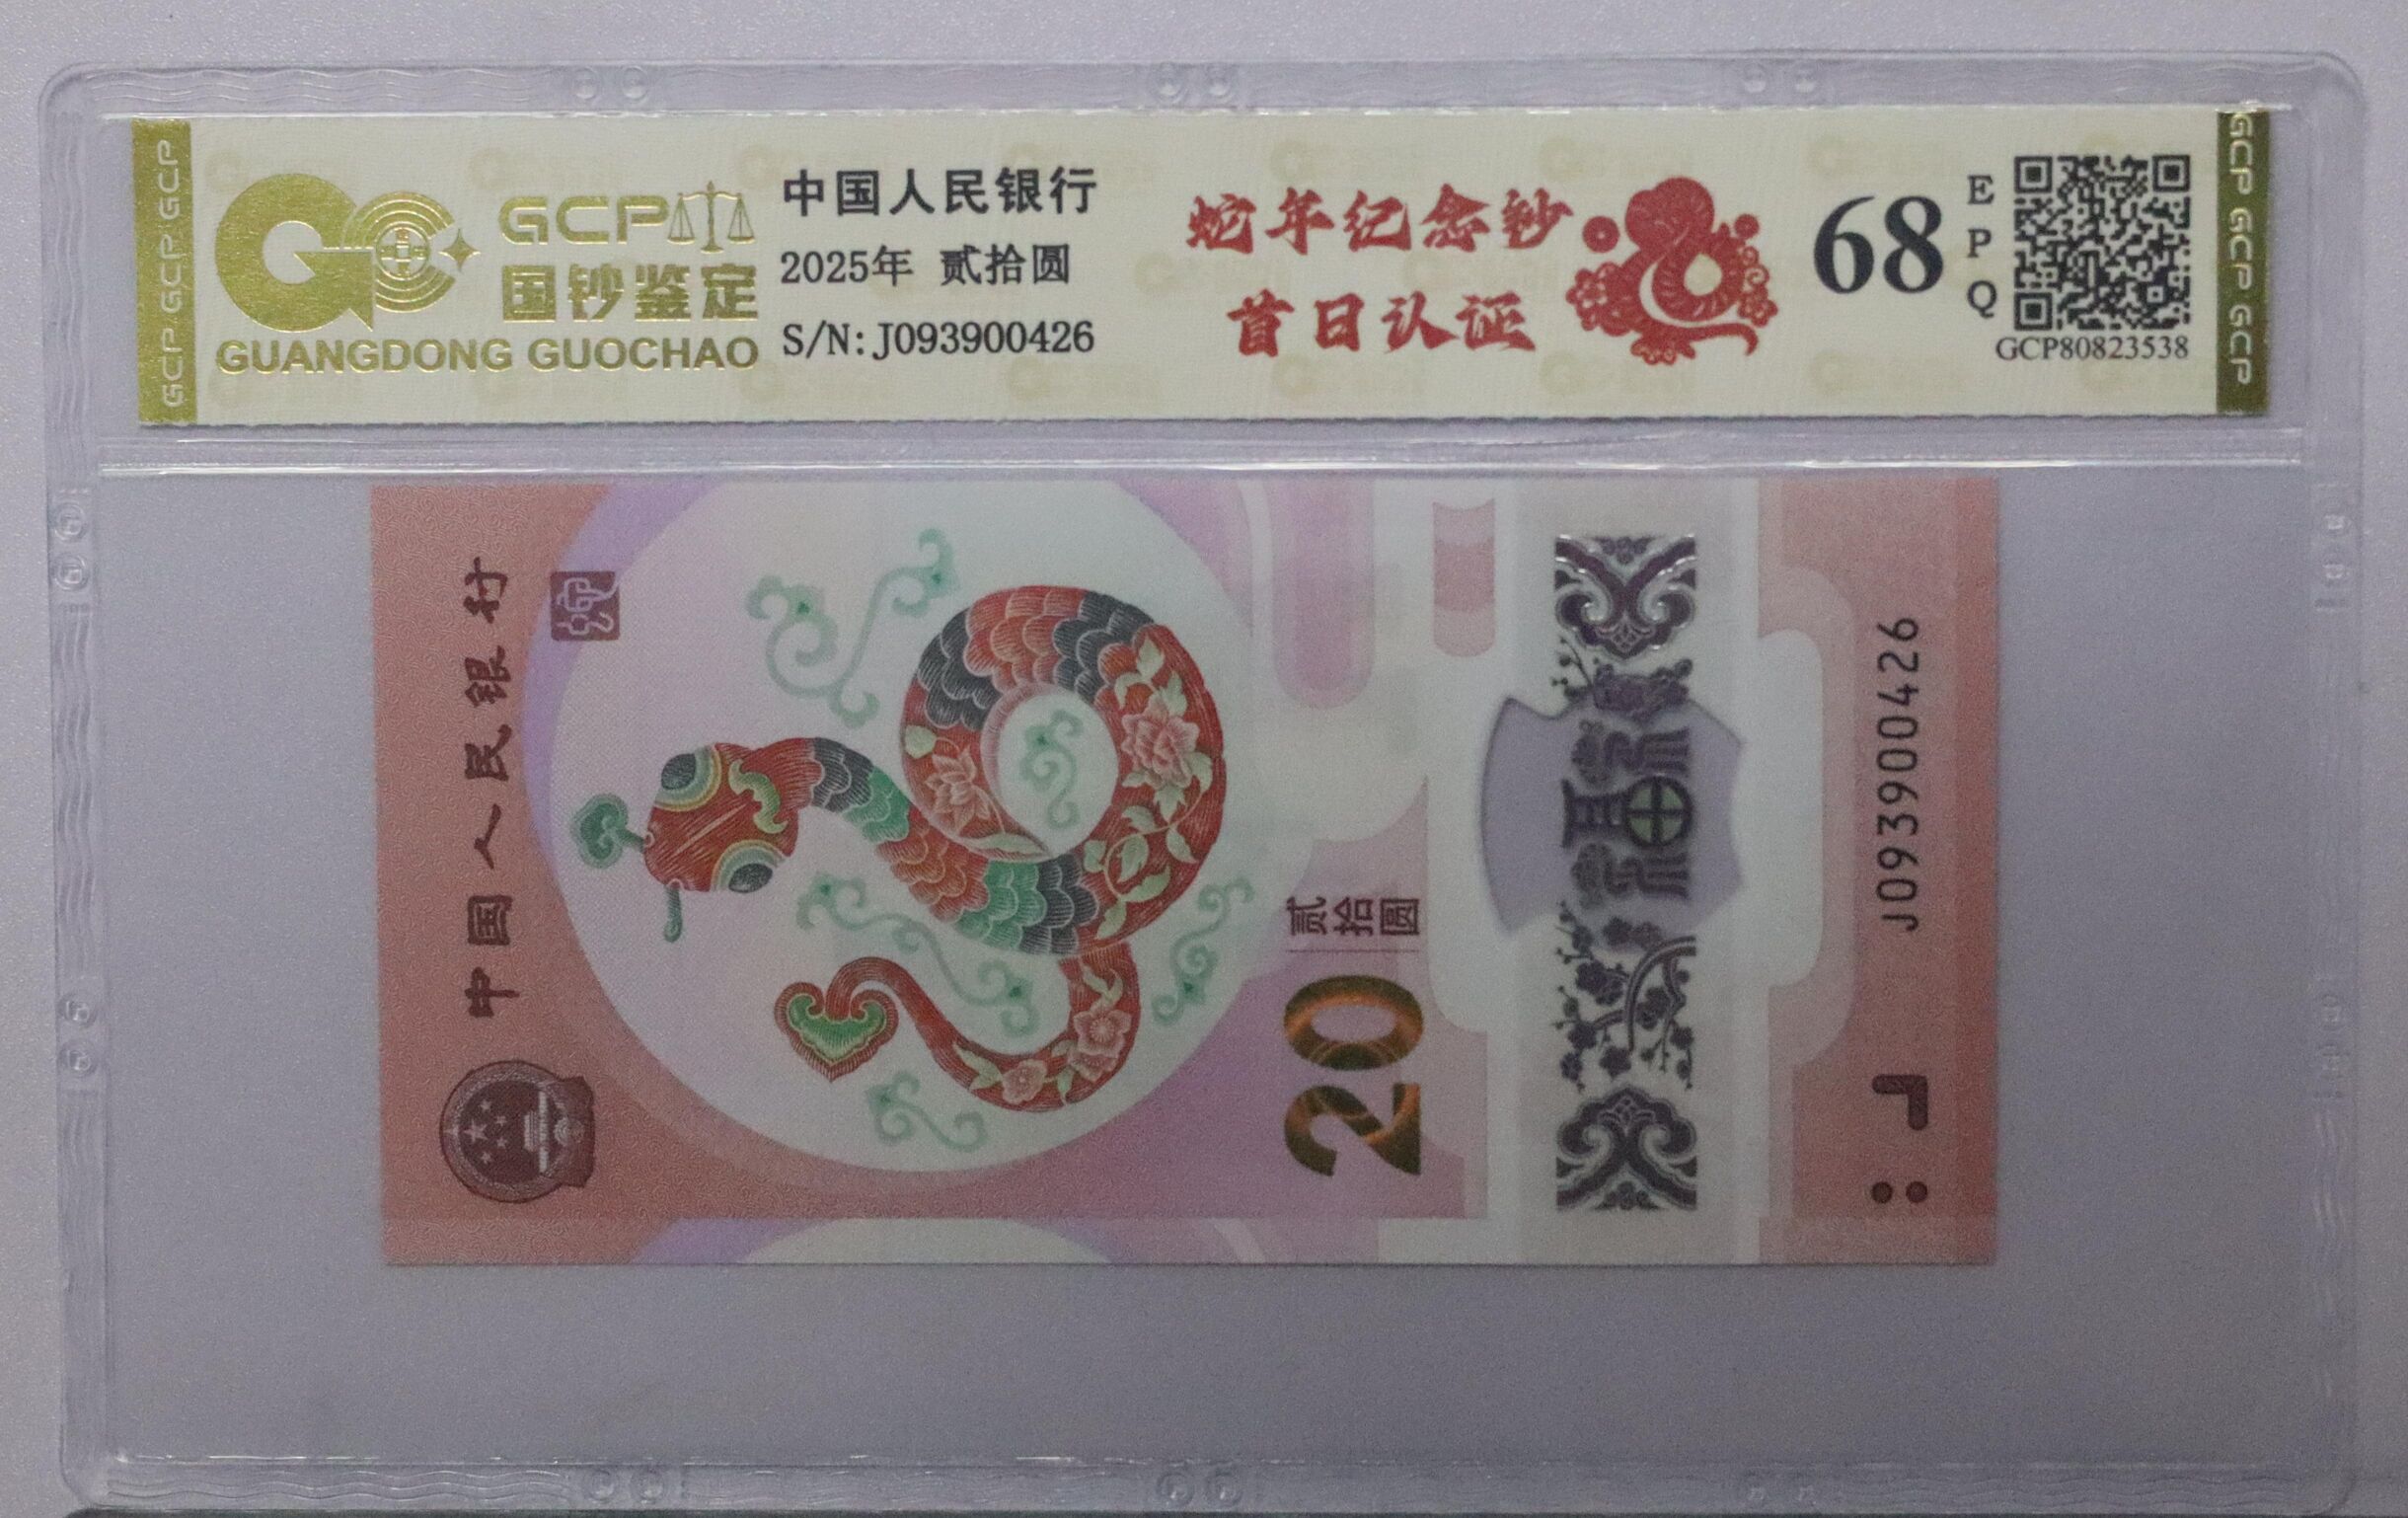 GCP GCP GCP
GCP
国钞鉴定
GUANGDONG GUOCHAO
中国人民银行
2025年 贰拾圆
S/N: J093900426
蛇年纪念钞
首日认证
68
EPQ
GCP80823538
GCP GCP GCP
中国人民银行
20
贰拾圆
J093900426